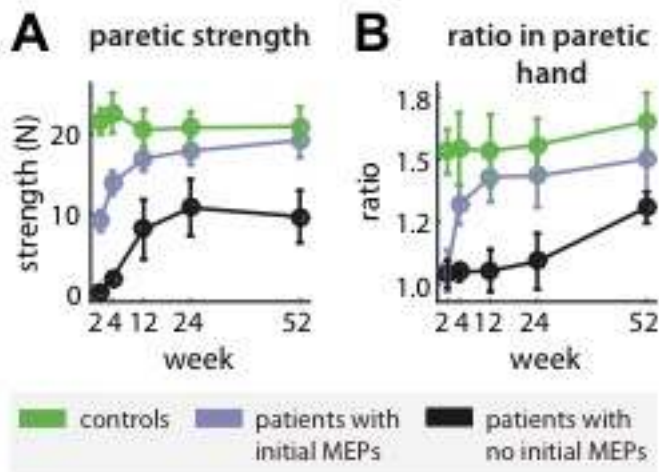 A
paretic strength
B
ratio in paretic
hand
strength (N)
20
10
0
2 4 12 24 52
week
ratio
1.8
1.5
1.2
1.0
2 4 12 24 52
week
controls
patients with
initial MEPs
patients with
no initial MEPs